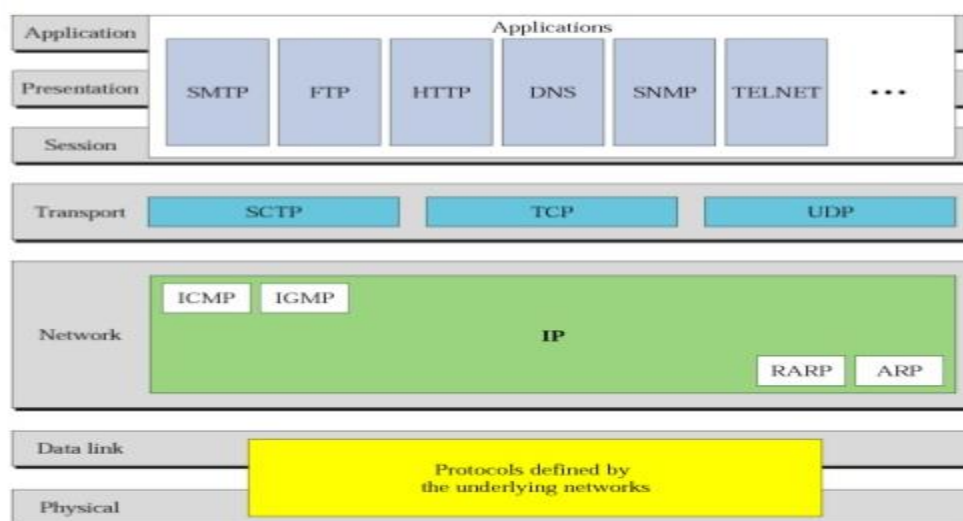 Application
Applications
Presentation
SMTP FTP HTTP DNS SNMP TELNET ...
Session
Transport
SCTP TCP UDP
ICMP IGMP
Network
IP
RARP ARP
Data link
Protocols defined by
the underlying networks
Physical